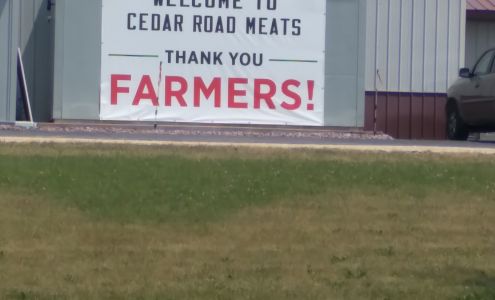 WELCOME TO
CEDAR ROAD MEATS
THANK YOU
FARMERS!